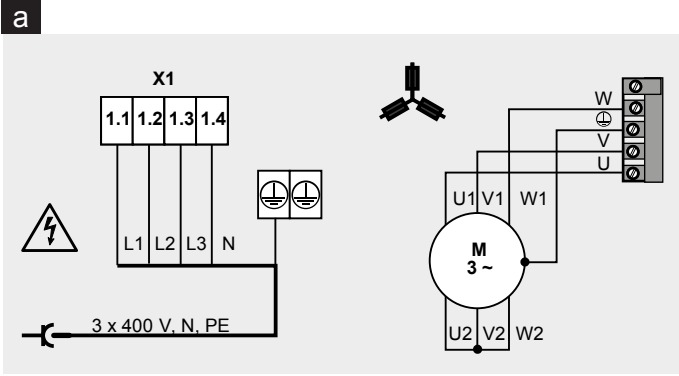 a
X1
1.1 1.2 1.3 1.4
L1 L2 L3 N
3 x 400 V, N, PE
W
V
U
U1 V1 W1
M
3 ~
U2 V2 W2